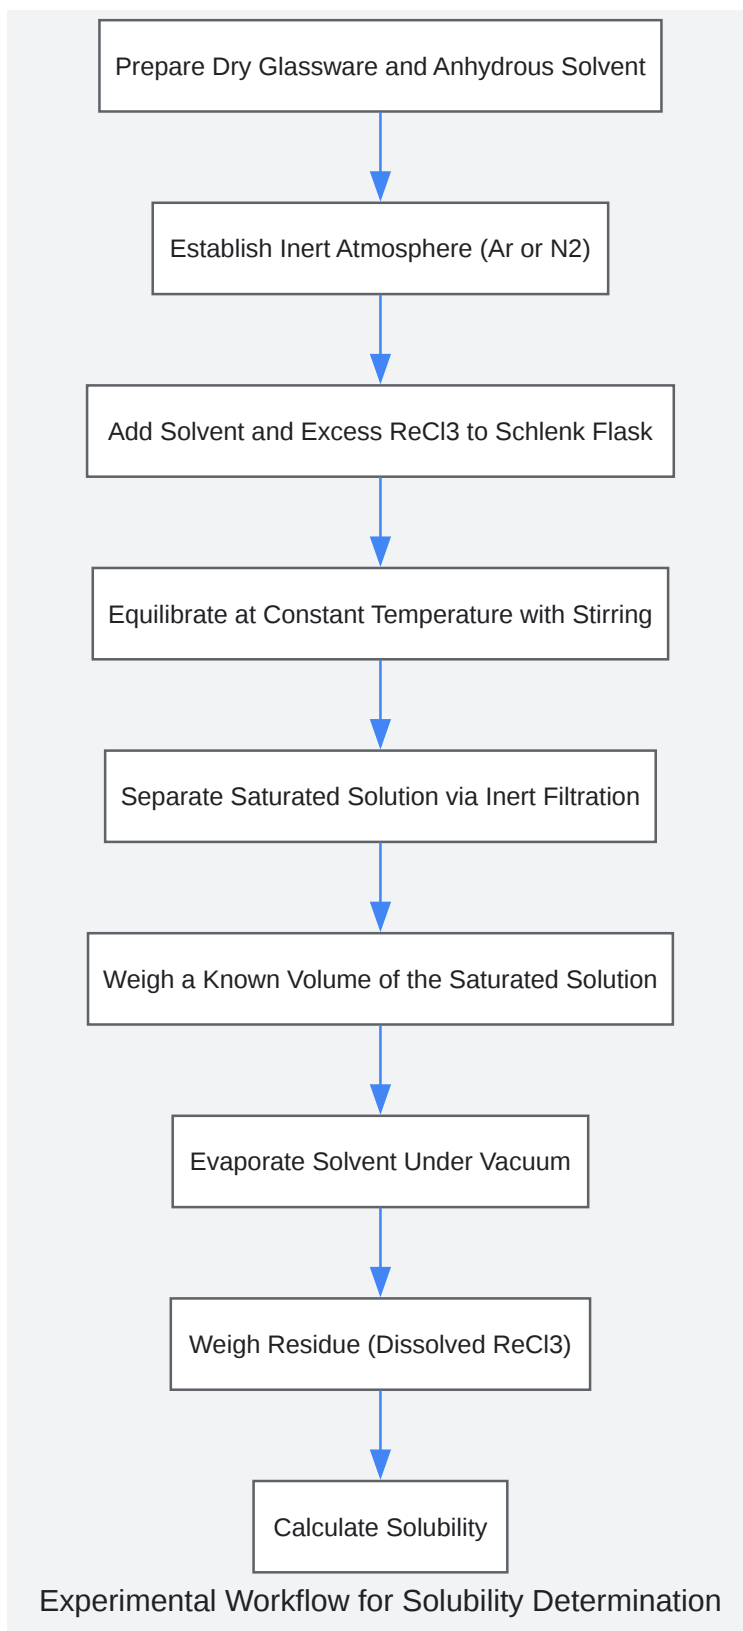 Prepare Dry Glassware and Anhydrous Solvent
Establish Inert Atmosphere (Ar or N2)
Add Solvent and Excess ReCl3 to Schlenk Flask
Equilibrate at Constant Temperature with Stirring
Separate Saturated Solution via Inert Filtration
Weigh a Known Volume of the Saturated Solution
Evaporate Solvent Under Vacuum
Weigh Residue (Dissolved ReCl3)
Calculate Solubility
Experimental Workflow for Solubility Determination